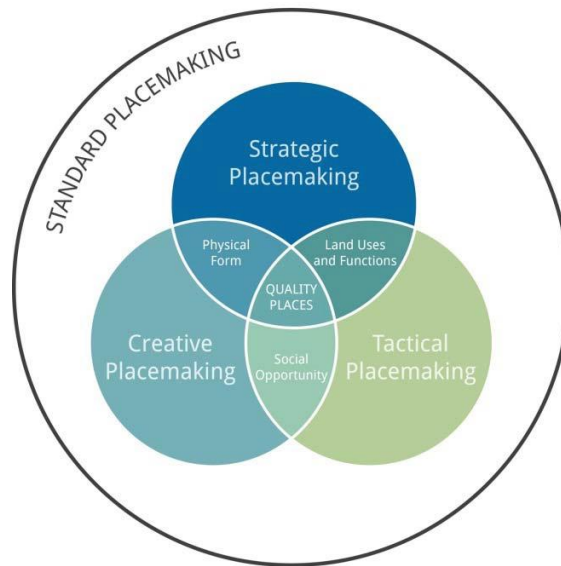 STANDARD PLACEMAKING
Strategic
Placemaking
Physical
Form
Land Uses
and Functions
QUALITY
PLACES
Creative
Placemaking
Social
Opportunity
Tactical
Placemaking